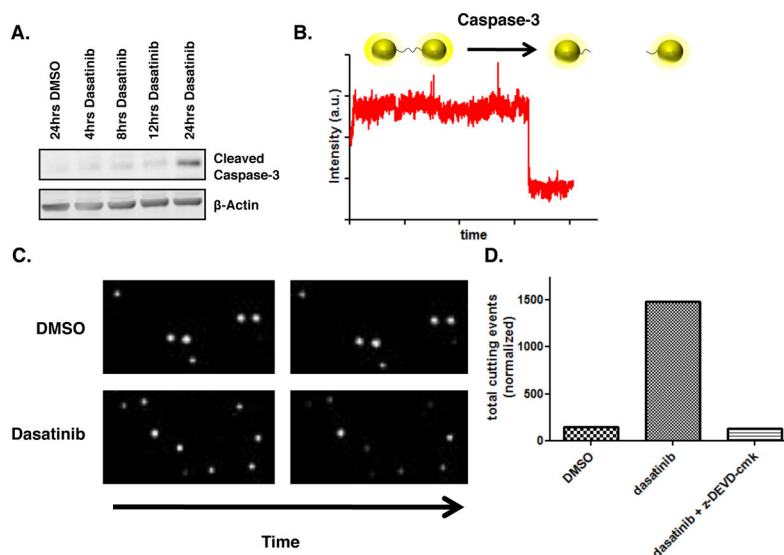 A.
24hrs DMSO
4hrs Dasatinib
8hrs Dasatinib
12hrs Dasatinib
24hrs Dasatinib
Cleaved
Caspase-3
β-Actin
B.
Caspase-3
Intensity (a.u.)
time
C.
DMSO
Dasatinib
Time
D.
total cutting events
(normalized)
1500
1000
500
0
DMSO
dasatinib
dasatinib + z-DEVD-cmk